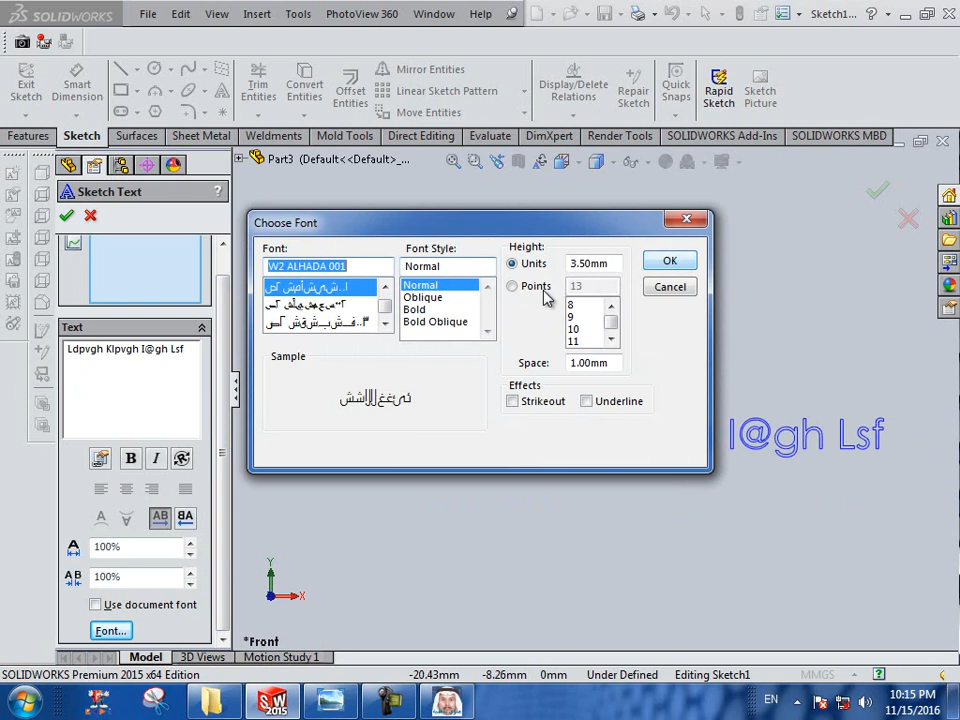 SOLIDWORKS File Edit View Insert Tools PhotoView 360 Window Help Sketch1...
Exit Sketch Smart Dimension Trim Entities Convert Entities Offset Entities Mirror Entities Linear Sketch Pattern Move Entities Display/Delete Relations Repair Sketch Quick Snaps Rapid Sketch Sketch Picture
Features Sketch Surfaces Sheet Metal Weldments Mold Tools Direct Editing Evaluate DimXpert Render Tools SOLIDWORKS Add-Ins SOLIDWORKS MBD
Part3 (Default<<Default>_...
Sketch Text ?
Text
Ldpvgh Klpvgh I@gh Lsf
B I
AB
100%
100%
Use document font
Font...
Choose Font
Font:
W2 ALHADA 001
Font Style:
Normal
Normal
Oblique
Bold
Bold Oblique
Height:
Units 3.50mm
Points 13
8
9
10
11
Space: 1.00mm
OK
Cancel
Sample
Effects
Strikeout Underline
I@gh Lsf
Y
X
*Front
Model 3D Views Motion Study 1
SOLIDWORKS Premium 2015 x64 Edition -20.43mm -8.26mm 0mm Under Defined Editing Sketch1 MMGS
SW 2015
EN 10:15 PM
11/15/2016